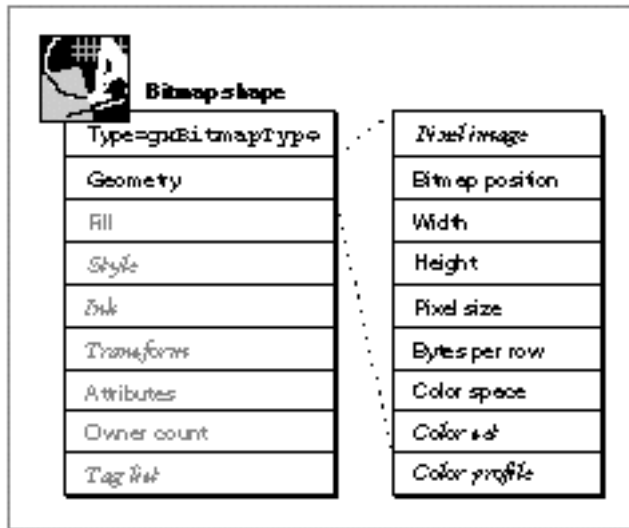 Bitmap shape
Type=gxBitmapType
Geometry
Fill
Style
Ink
Transform
Attributes
Owner count
Tag list
Pixel image
Bitmap position
Width
Height
Pixel size
Bytes per row
Color space
Color set
Color profile